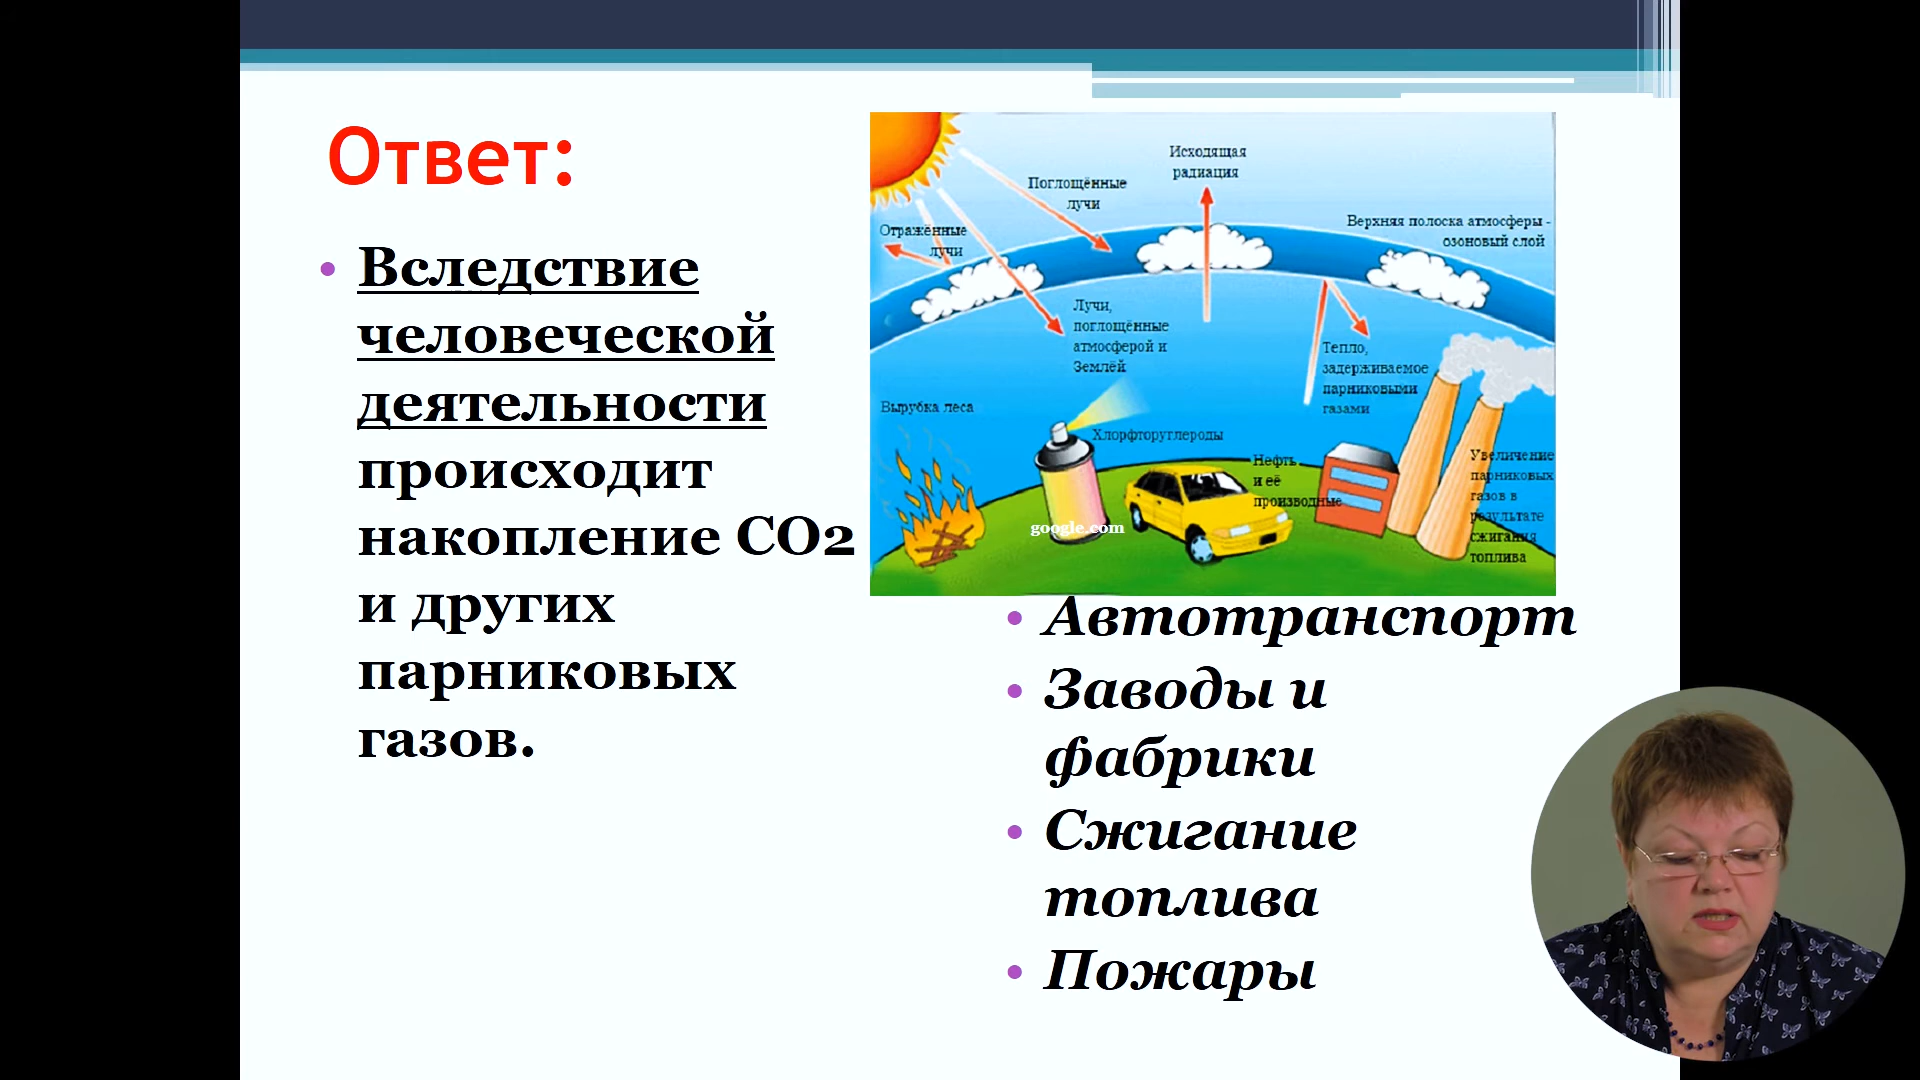 Ответ:
Вследствие
человеческой
деятельности
происходит
накопление СО2
и других
парниковых
газов.
Исходящая
радиация
Поглощённые
лучи
Верхняя полоска атмосферы -
озоновый слой
Отражённые
лучи
Лучи,
поглощённые
атмосферой и
Землёй
Тепло,
задерживаемое
парниковыми
газами
Вырубка леса
Хлорфторуглероды
Нефть
и её
производные
Увеличение
парниковых
газов в
результате
сжигания
топлива
google.com
Автотранспорт
Заводы и
фабрики
Сжигание
топлива
Пожары